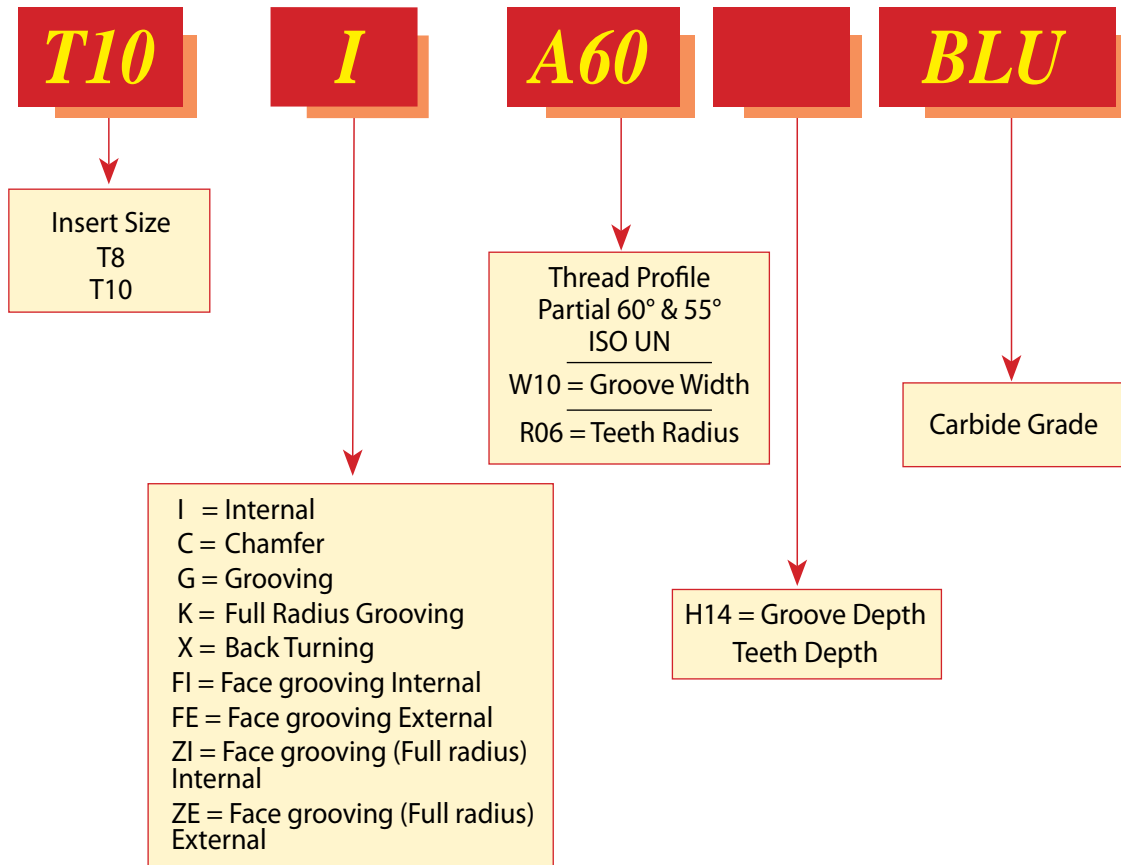 T10
I
A60
BLU
Insert Size
T8
T10
Thread Profile
Partial 60° & 55°
ISO UN
W10 = Groove Width
R06 = Teeth Radius
Carbide Grade
I = Internal
C = Chamfer
G = Grooving
K = Full Radius Grooving
X = Back Turning
FI = Face grooving Internal
FE = Face grooving External
ZI = Face grooving (Full radius)
Internal
ZE = Face grooving (Full radius)
External
H14 = Groove Depth
Teeth Depth